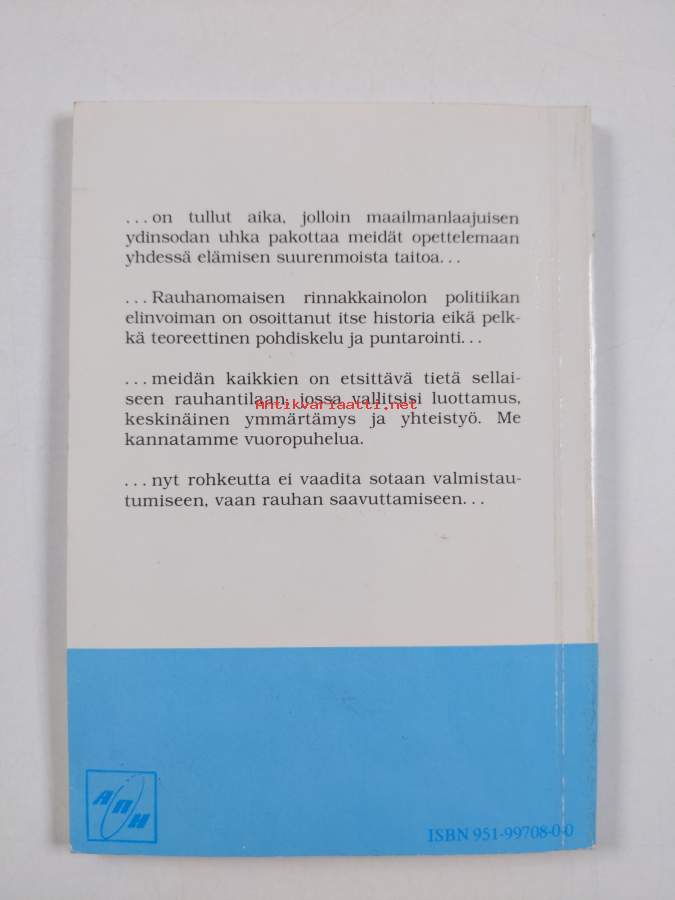 ...on tullut aika, jolloin maailmanlaajuisen
ydinsodan uhka pakottaa meidät opettelemaan
yhdessä elämisen suurenmoista taitoa...
...Rauhanomaisen rinnakkainolon politiikan
elinvoiman on osoittanut itse historia eikä pelk-
kä teoreettinen pohdiskelu ja puntarointi...
...meidän kaikkien on etsittävä tietä sellai-
seen rauhantilaan, jossa vallitsisi luottamus,
Antikvariaatti.net
keskinäinen ymmärtämys ja yhteistyö. Me
kannatamme vuoropuhelua.
...nyt rohkeutta ei vaadita sotaan valmistau-
tumiseen, vaan rauhan saavuttamiseen...
АПН
ISBN 951-99708-0-0